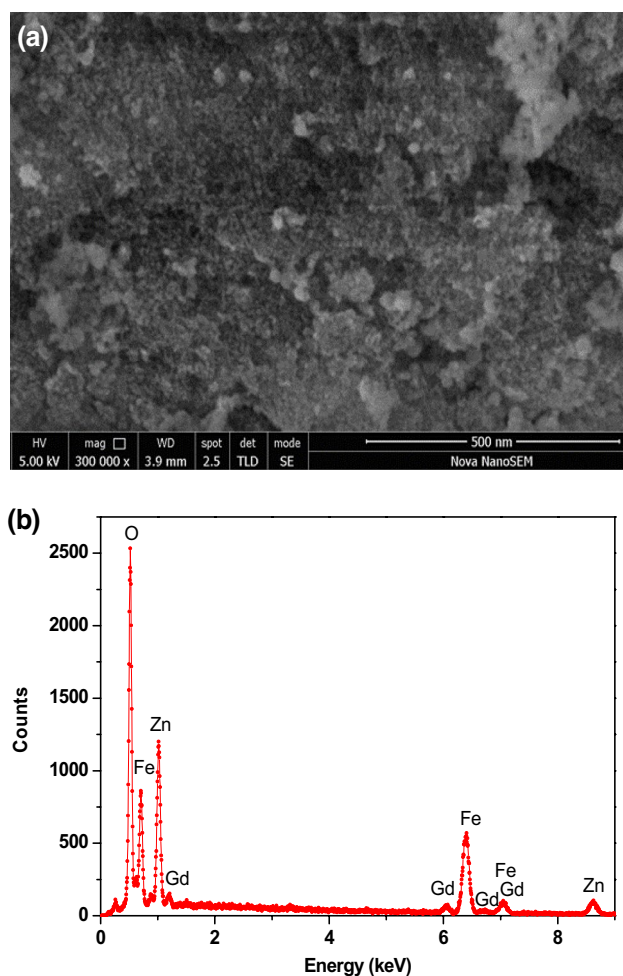 (a)
HV mag □ WD spot det mode 500 nm
5.00 kV 300 000 x 3.9 mm 2.5 TLD SE Nova NanoSEM
(b)
O
2500
2000
1500
Zn
1000
Fe
Fe
500
Gd Gd Gd Fe Gd Zn
0
0 2 4 6 8
Counts
Energy (keV)